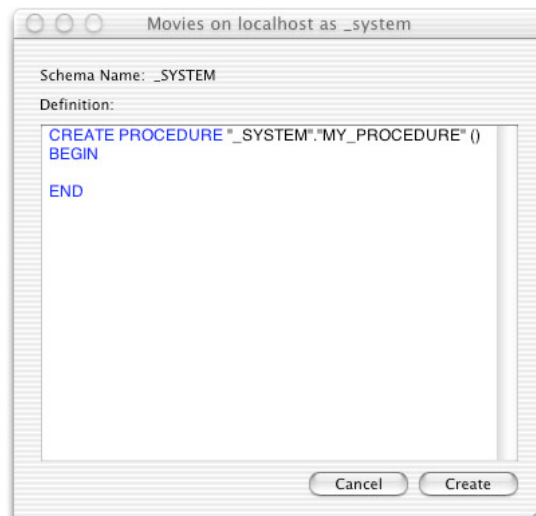 Movies on localhost as _system
Schema Name: _SYSTEM
Definition:
CREATE PROCEDURE "_SYSTEM"."MY_PROCEDURE" ()
BEGIN
END
Cancel Create